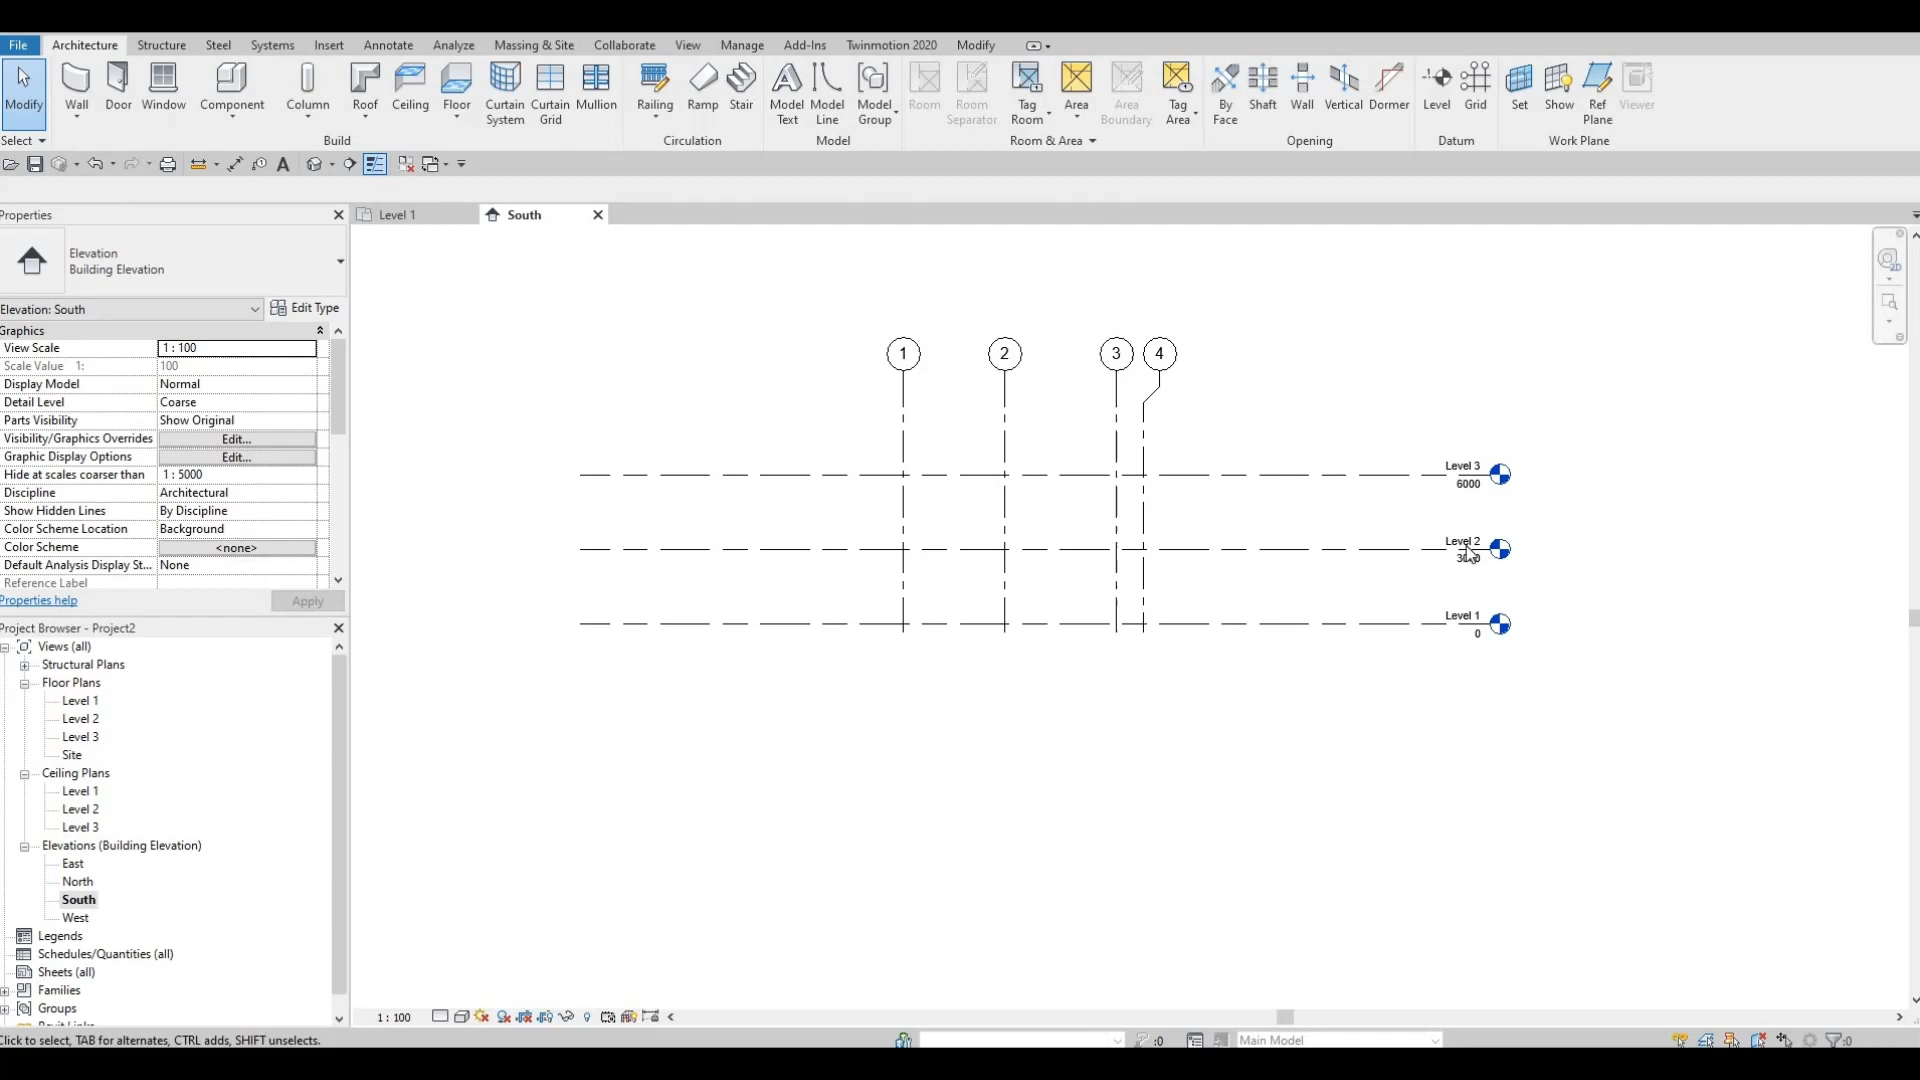 File Architecture Structure Steel Systems Insert Annotate Analyze Massing & Site Collaborate View Manage Add-Ins Twinmotion 2020 Modify
Modify Wall Door Window Component Column Roof Ceiling Floor Curtain System Curtain Grid Mullion Railing Ramp Stair Model Text Model Line Model Group Room Room Separator Tag Room Area Area Boundary Tag Area By Face Shaft Wall Vertical Dormer Level Grid Set Show Ref Plane Viewer
Select Build Circulation Model Room & Area Opening Datum Work Plane
Properties
Level 1 South
Elevation
Building Elevation
Elevation: South Edit Type
Graphics
View Scale 1 : 100
Scale Value 1: 100
Display Model Normal
Detail Level Coarse
Parts Visibility Show Original
Visibility/Graphics Overrides Edit...
Graphic Display Options Edit...
Hide at scales coarser than 1 : 5000
Discipline Architectural
Show Hidden Lines By Discipline
Color Scheme Location Background
Color Scheme <none>
Default Analysis Display St... None
Reference Label
Properties help Apply
1 2 3 4
Level 3
6000
Level 2
Level 1
0
2D
Project Browser - Project2
Views (all)
Structural Plans
Floor Plans
Level 1
Level 2
Level 3
Site
Ceiling Plans
Level 1
Level 2
Level 3
Elevations (Building Elevation)
East
North
South
West
Legends
Schedules/Quantities (all)
Sheets (all)
Families
Groups
1 : 100
Click to select, TAB for alternates, CTRL adds, SHIFT unselects. :0 Main Model :0